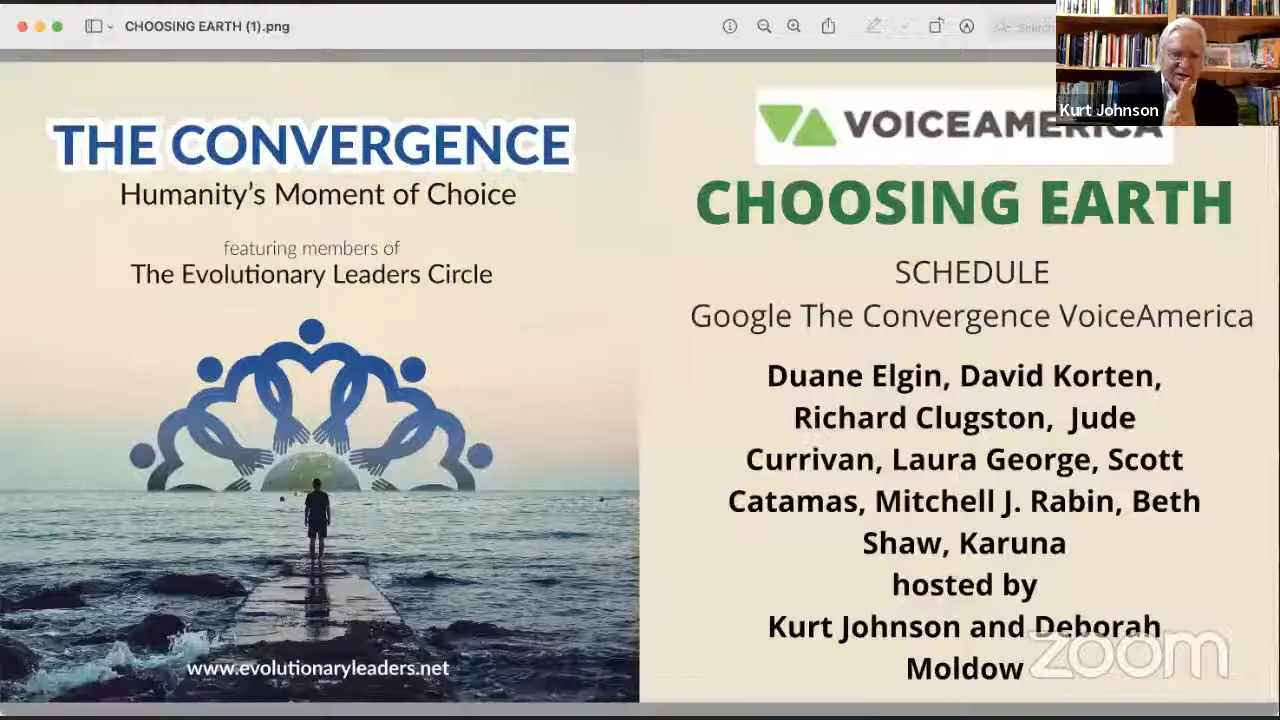 CHOOSING EARTH (1).png
Search
Kurt Johnson
THE CONVERGENCE
Humanity's Moment of Choice
featuring members of
The Evolutionary Leaders Circle
www.evolutionaryleaders.net
VOICEAMERICA
CHOOSING EARTH
SCHEDULE
Google The Convergence VoiceAmerica
Duane Elgin, David Korten,
Richard Clugston, Jude
Currivan, Laura George, Scott
Catamas, Mitchell J. Rabin, Beth
Shaw, Karuna
hosted by
Kurt Johnson and Deborah
Moldow
zoom